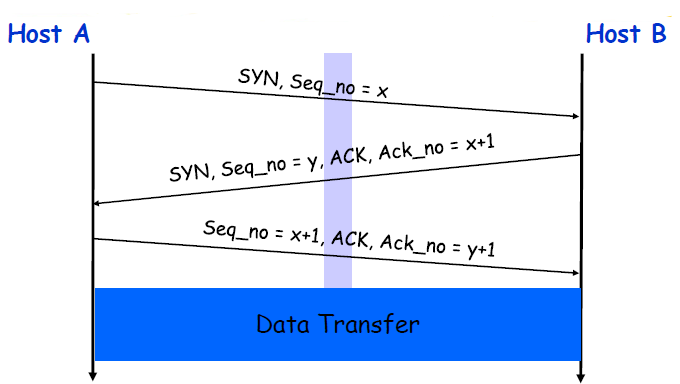 Host A
Host B
SYN, Seq_no = x
SYN, Seq_no = y, ACK, Ack_no = x+1
Seq_no = x+1, ACK, Ack_no = y+1
Data Transfer